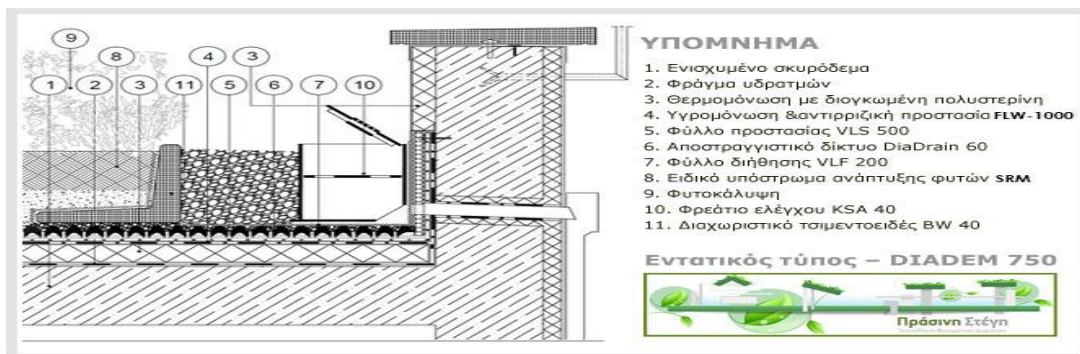 9
8 4 3
1 2 3 11 5 6 7 10
ΥΠΟΜΝΗΜΑ
1. Ενισχυμένο σκυρόδεμα
2. Φράγμα υδρατμών
3. Θερμομόνωση με διογκωμένη πολυστερίνη
4. Υγρομόνωση &αντιρριζική προστασία FLW-1000
5. Φύλλο προστασίας VLS 500
6. Αποστραγγιστικό δίκτυο DiaDrain 60
7. Φύλλο διήθησης VLF 200
8. Ειδικό υπόστρωμα ανάπτυξης φυτών SRM
9. Φυτοκάλυψη
10. Φρεάτιο ελέγχου KSA 40
11. Διαχωριστικό τσιμεντοειδές BW 40
Εντατικός τύπος – DIADEM 750
Πράσινη Στέγη